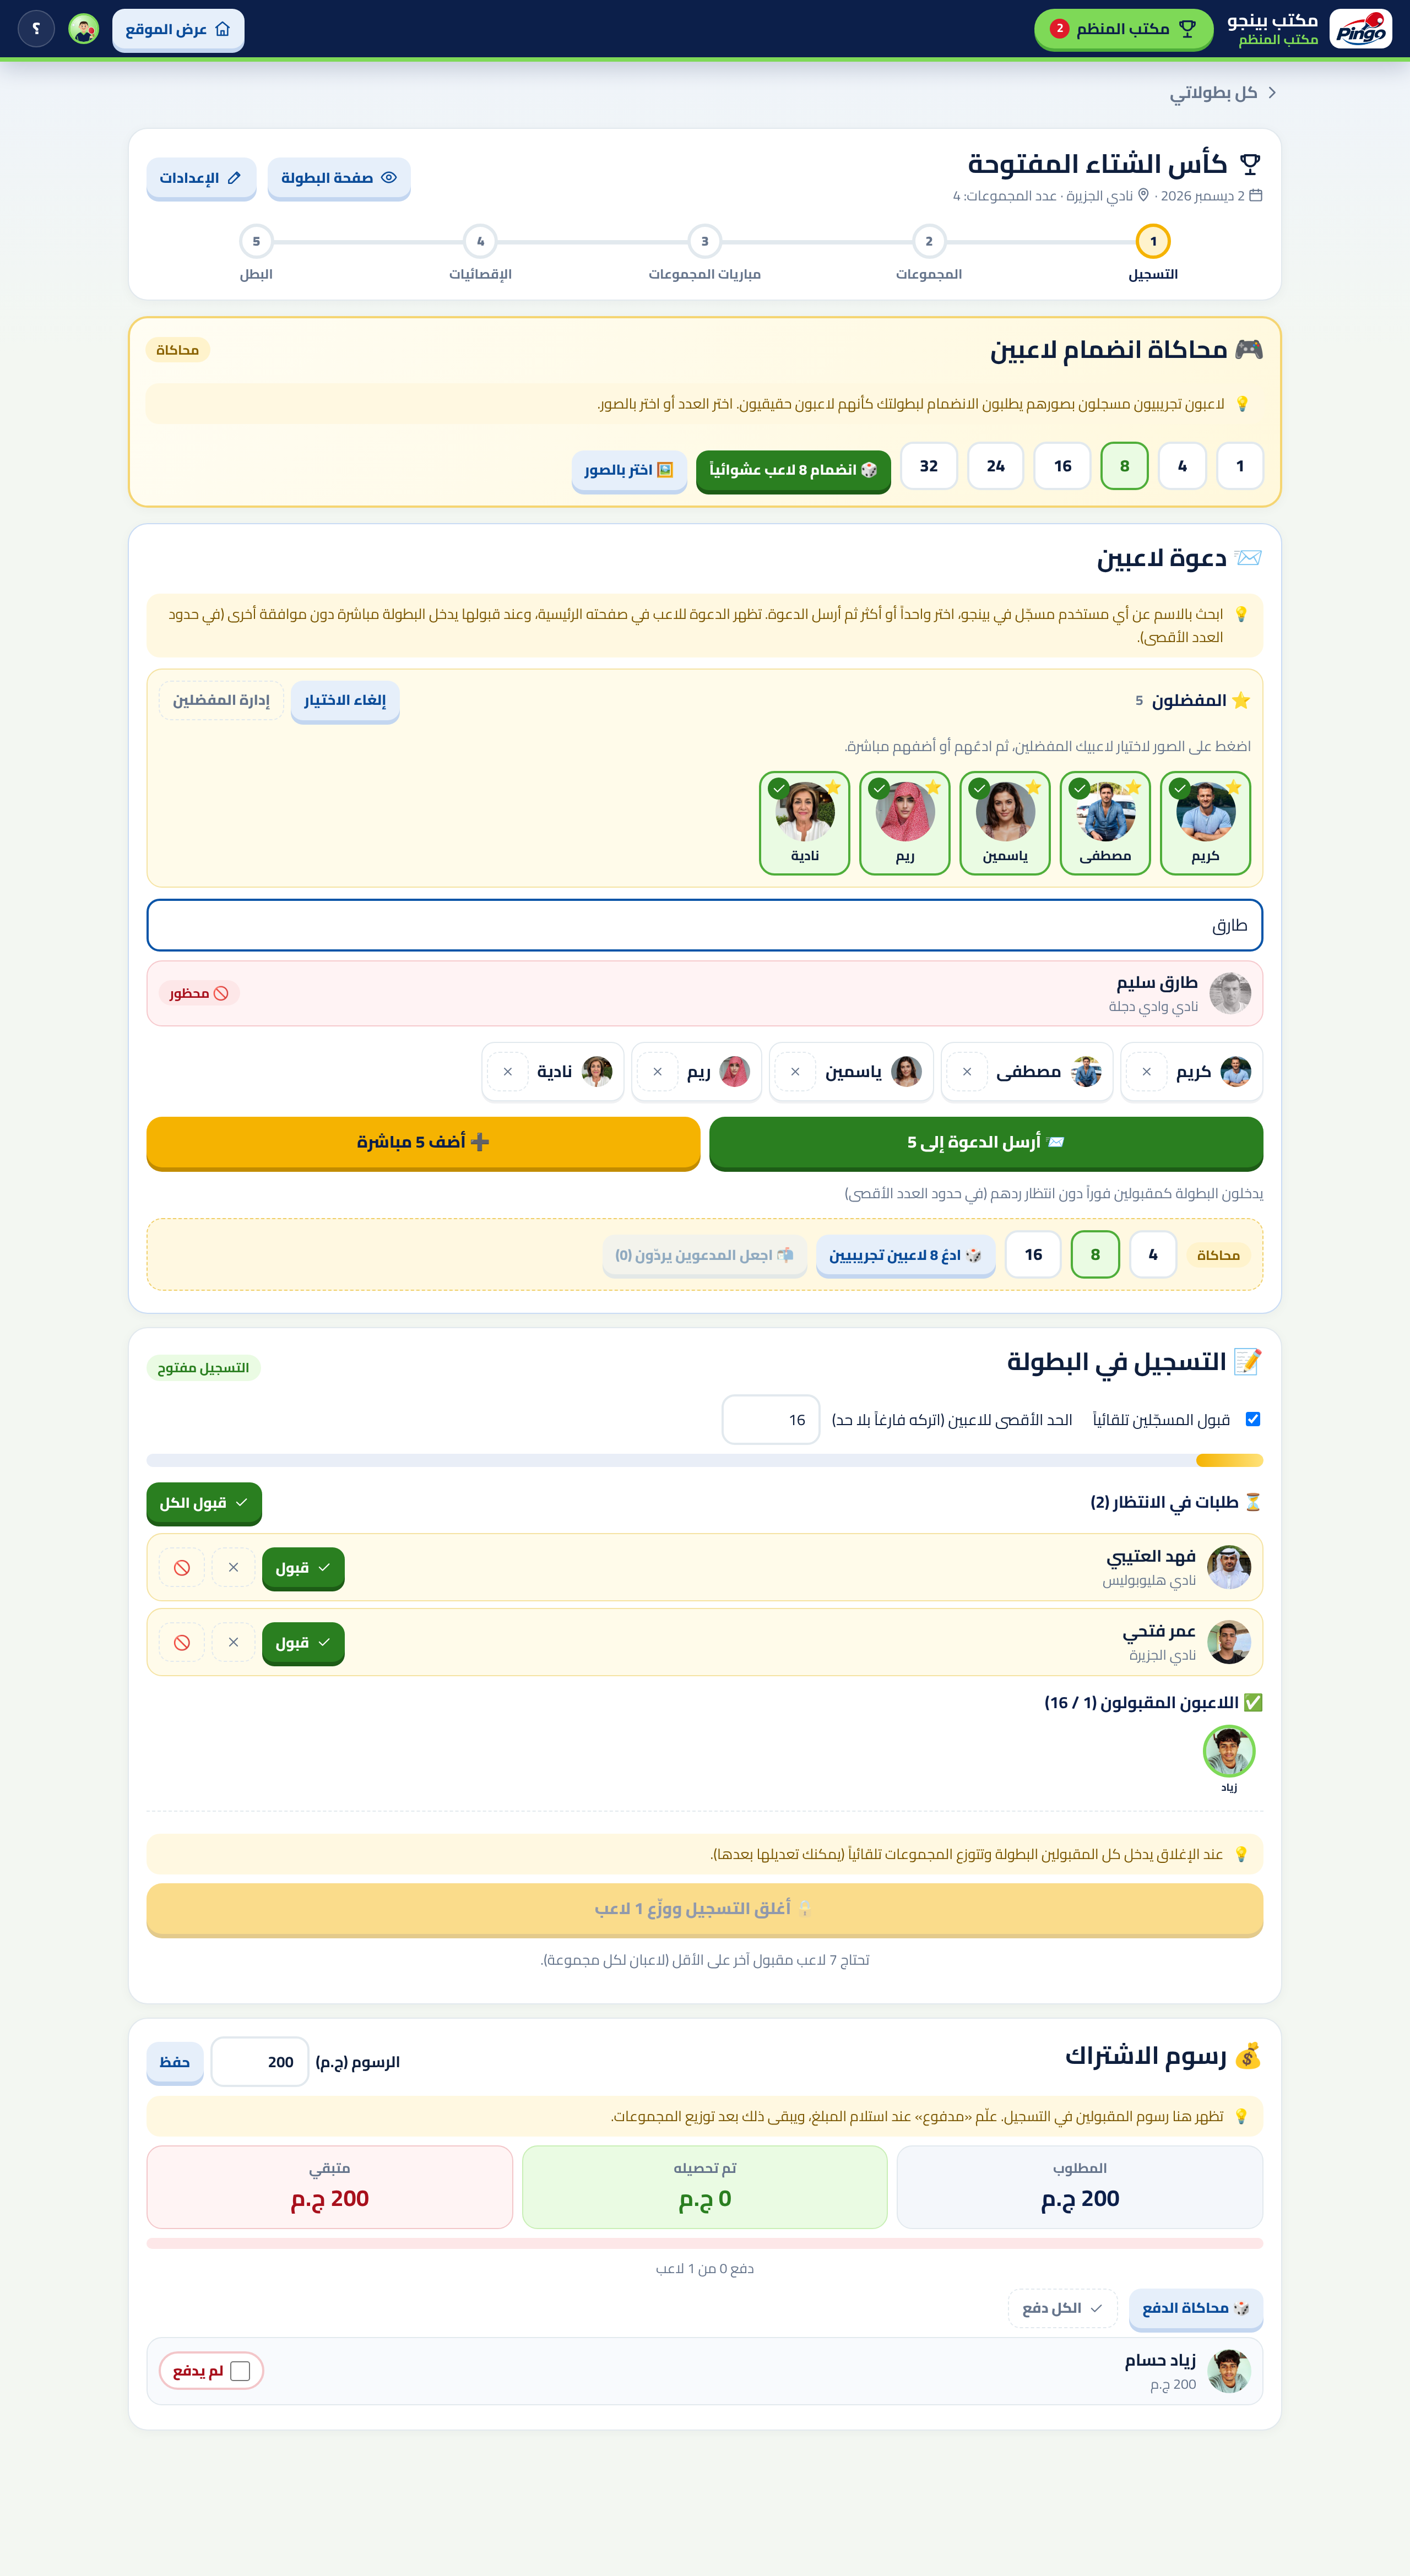 Pingo
مكتب بينجو
مكتب المنظم
مكتب المنظم 2
عرض الموقع
؟
كل بطولاتي
كأس الشتاء المفتوحة
صفحة البطولة
الإعدادات
2 ديسمبر 2026 · نادي الجزيرة · عدد المجموعات: 4
1 2 3 4 5
التسجيل
المجموعات
مباريات المجموعات
الإقصائيات
البطل
🎮 محاكاة انضمام لاعبين
محاكاة
💡 لاعبون تجريبيون مسجلون بصورهم يطلبون الانضمام لبطولتك كأنهم لاعبون حقيقيون. اختر العدد أو اختر بالصور.
1 4 8 16 24 32
🎲 انضمام 8 لاعب عشوائياً
🖼️ اختر بالصور
📨 دعوة لاعبين
💡 ابحث بالاسم عن أي مستخدم مسجّل في بينجو، اختر واحداً أو أكثر ثم أرسل الدعوة. تظهر الدعوة للاعب في صفحته الرئيسية، وعند قبولها يدخل البطولة مباشرة دون موافقة أخرى (في حدود
العدد الأقصى).
⭐ المفضلون 5
إلغاء الاختيار
إدارة المفضلين
اضغط على الصور لاختيار لاعبيك المفضلين، ثم ادعُهم أو أضفهم مباشرة.
كريم
مصطفى
ياسمين
ريم
نادية
طارق
طارق سليم
نادي وادي دجلة
🚫 محظور
كريم ×
مصطفى ×
ياسمين ×
ريم ×
نادية ×
📨 أرسل الدعوة إلى 5
➕ أضف 5 مباشرة
يدخلون البطولة كمقبولين فوراً دون انتظار ردهم (في حدود العدد الأقصى)
محاكاة
4 8 16
🎲 ادعُ 8 لاعبين تجريبيين
📬 اجعل المدعوين يردّون (0)
📝 التسجيل في البطولة
التسجيل مفتوح
قبول المسجّلين تلقائياً
الحد الأقصى للاعبين (اتركه فارغاً بلا حد)
16
⏳ طلبات في الانتظار (2)
قبول الكل
فهد العتيبي
نادي هليوبوليس
قبول
عمر فتحي
نادي الجزيرة
قبول
✅ اللاعبون المقبولون (1 / 16)
زياد
💡 عند الإغلاق يدخل كل المقبولين البطولة وتتوزع المجموعات تلقائياً (يمكنك تعديلها بعدها).
أغلق التسجيل ووزّع 1 لاعب
تحتاج 7 لاعب مقبول آخر على الأقل (لاعبان لكل مجموعة).
💰 رسوم الاشتراك
الرسوم (ج.م)
200
حفظ
💡 تظهر هنا رسوم المقبولين في التسجيل. علّم «مدفوع» عند استلام المبلغ، ويبقى ذلك بعد توزيع المجموعات.
المطلوب
200 ج.م
تم تحصيله
0 ج.م
متبقي
200 ج.م
دفع 0 من 1 لاعب
🎲 محاكاة الدفع
الكل دفع
زياد حسام
200 ج.م
لم يدفع